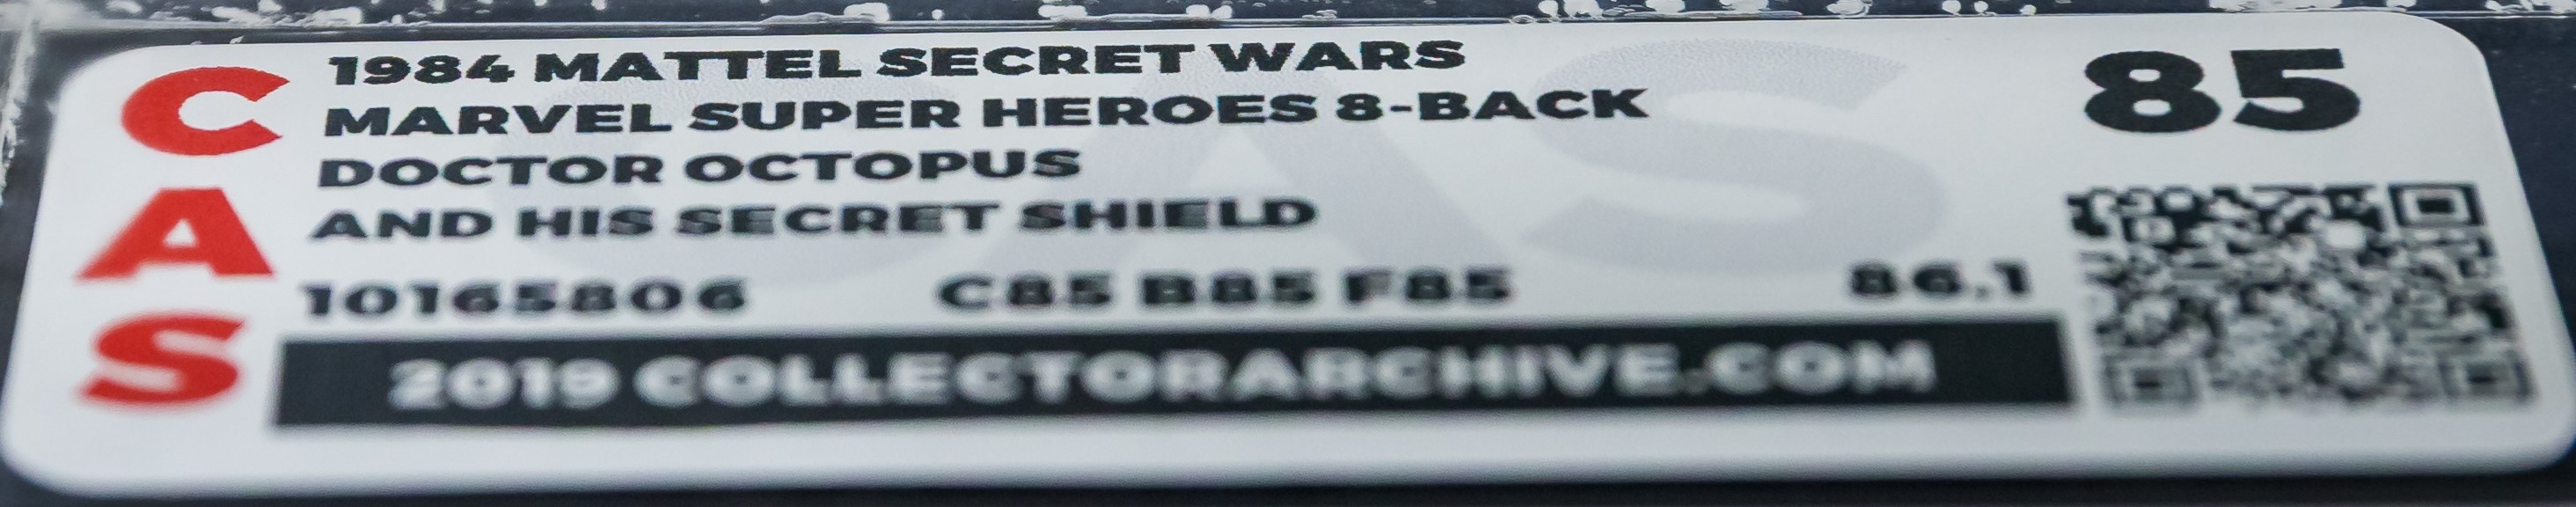 CAS
1984 MATTEL SECRET WARS
MARVEL SUPER HEROES 8-BACK
DOCTOR OCTOPUS
AND HIS SECRET SHIELD
10165806 C85 B85 F85 86.1
2019 COLLECTORARCHIVE.COM
85